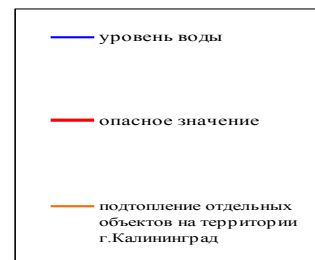 уровень воды
опасное значение
подтопление отдельных
объектов на территории
г.Калининград